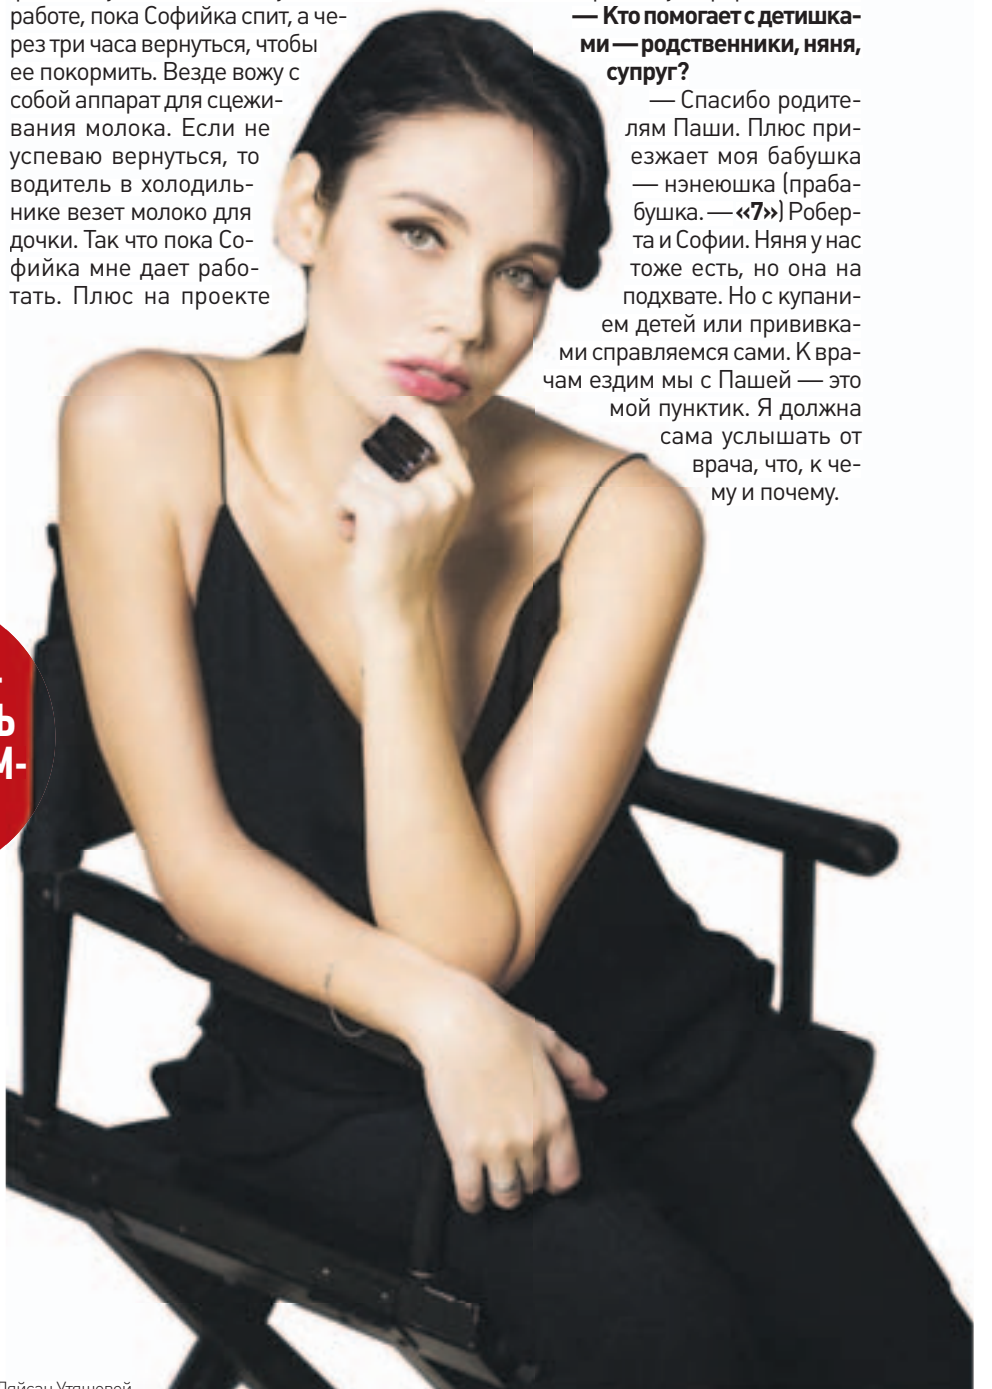 работе, пока Софийка спит, а че-
рез три часа вернуться, чтобы
ее покормить. Везде вожу с
собой аппарат для сцежи-
вания молока. Если не
успеваю вернуться, то
водитель в холодиль-
нике везет молоко для
дочки. Так что пока Со-
фийка мне дает рабо-
тать. Плюс на проекте
— Кто помогает с детишка-
ми — родственники, няня,
супруг?
— Спасибо родите-
лям Паши. Плюс при-
езжает моя бабушка
— нэнеюшка (праба-
бушка. — «7») Робер-
та и Софии. Няня у нас
тоже есть, но она на
подхвате. Но с купани-
ем детей или прививка-
ми справляемся сами. К вра-
чам ездим мы с Пашей — это
мой пунктик. Я должна
сама услышать от
врача, что, к че-
му и почему.
-
Ь
М-
Ляйсан Утяшевой